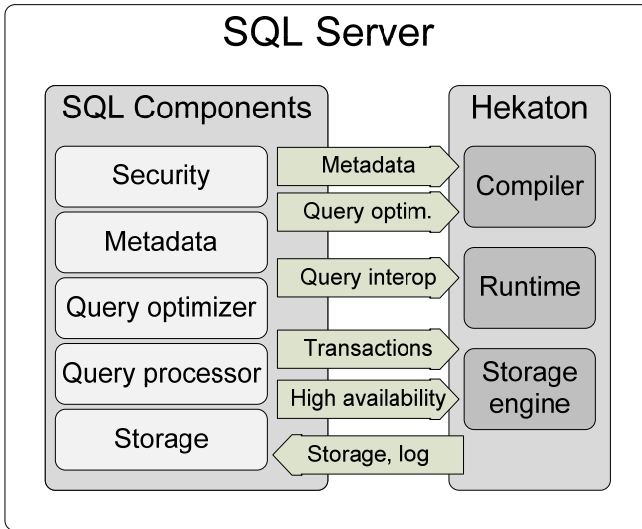 SQL Server
SQL Components
Security
Metadata
Query optimizer
Query processor
Storage
Metadata
Query optim.
Query interop
Transactions
High availability
Storage, log
Hekaton
Compiler
Runtime
Storage
engine